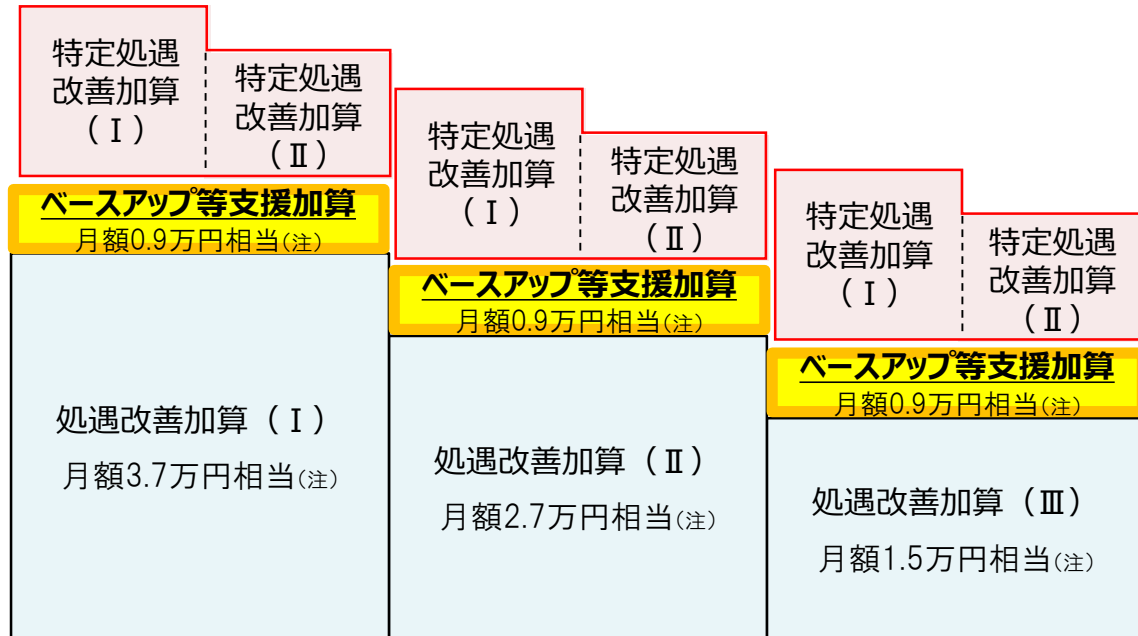 特定処遇
改善加算
(Ⅰ)
特定処遇
改善加算
(Ⅱ)
ベースアップ等支援加算
月額0.9万円相当(注)
処遇改善加算(Ⅰ)
月額3.7万円相当(注)
特定処遇
改善加算
(Ⅰ)
特定処遇
改善加算
(Ⅱ)
ベースアップ等支援加算
月額0.9万円相当(注)
処遇改善加算(Ⅱ)
月額2.7万円相当(注)
特定処遇
改善加算
(Ⅰ)
特定処遇
改善加算
(Ⅱ)
ベースアップ等支援加算
月額0.9万円相当(注)
処遇改善加算(Ⅲ)
月額1.5万円相当(注)